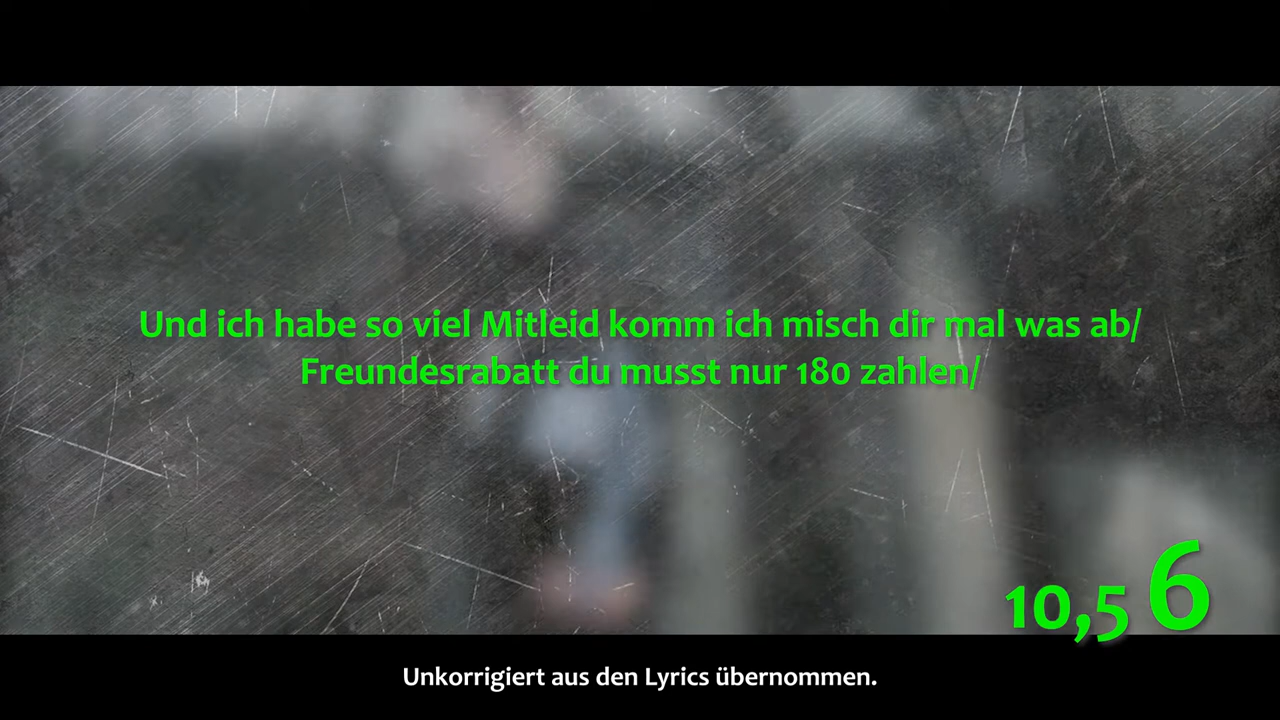 Und ich habe so viel Mitleid komm ich misch dir mal was ab/
Freundesrabatt du musst nur 180 zahlen/
10,5 6
Unkorrigiert aus den Lyrics übernommen.